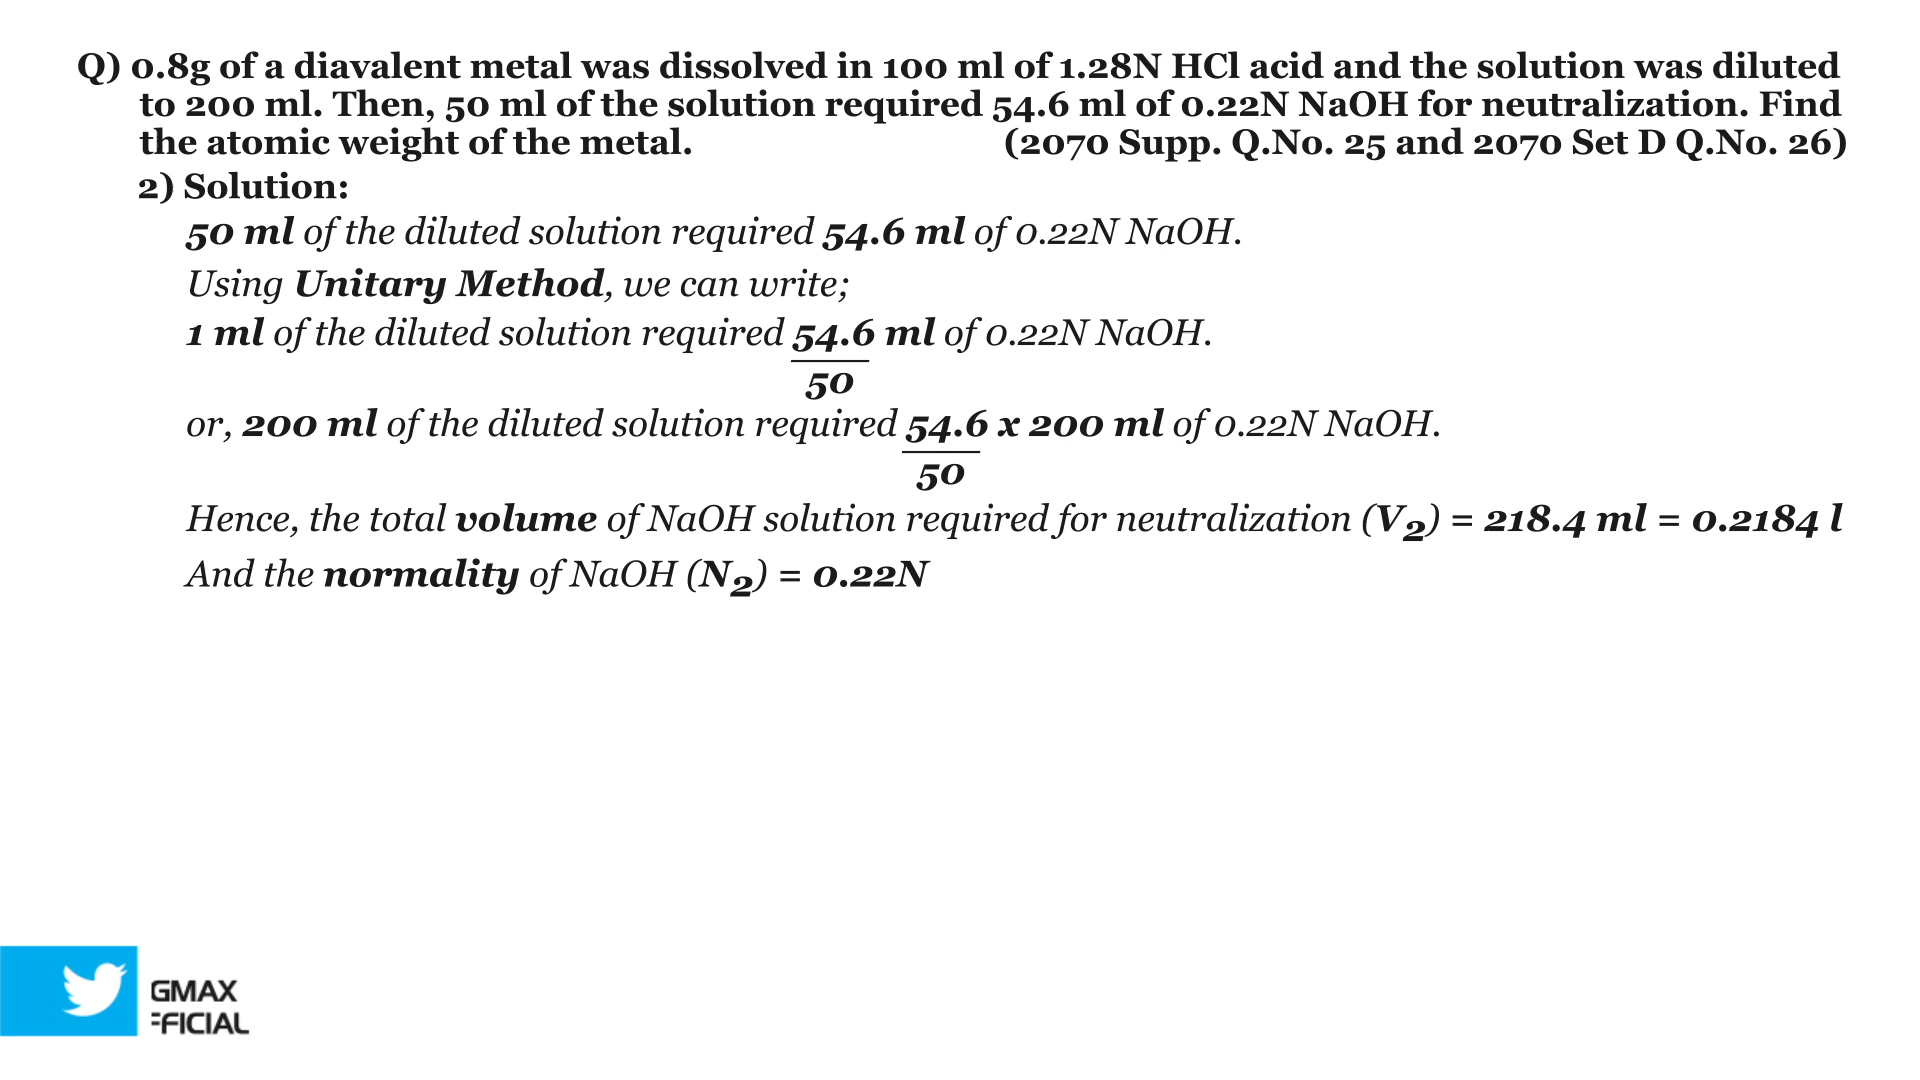 Q) 0.8g of a diavalent metal was dissolved in 100 ml of 1.28N HCl acid and the solution was diluted
to 200 ml. Then, 50 ml of the solution required 54.6 ml of 0.22N NaOH for neutralization. Find
the atomic weight of the metal. (2070 Supp. Q.No. 25 and 2070 Set D Q.No. 26)
2) Solution:
50 ml of the diluted solution required 54.6 ml of 0.22N NaOH.
Using Unitary Method, we can write;
1 ml of the diluted solution required 54.6 ml of 0.22N NaOH.
50
or, 200 ml of the diluted solution required 54.6 x 200 ml of 0.22N NaOH.
50
Hence, the total volume of NaOH solution required for neutralization (V₂) = 218.4 ml = 0.2184 l
And the normality of NaOH (N₂) = 0.22N
GMAX
FICIAL